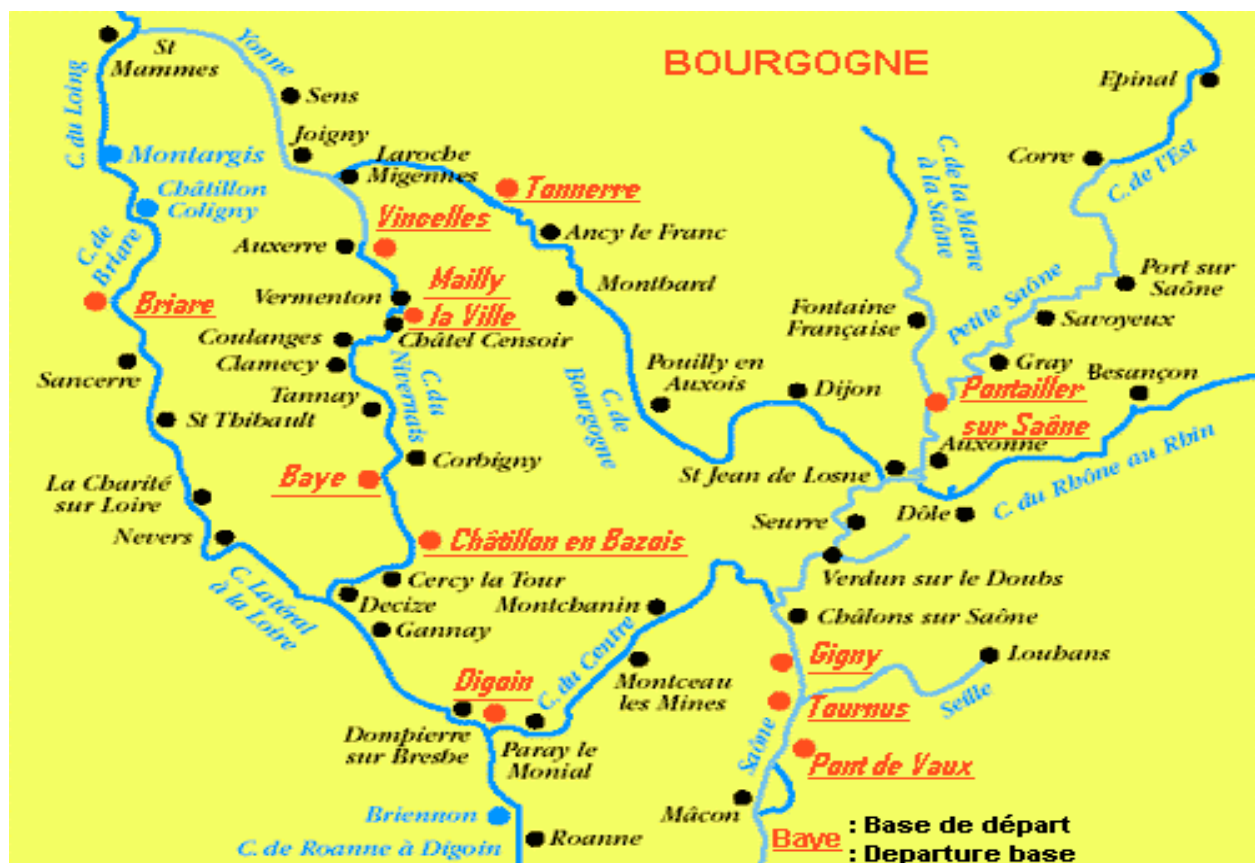 BOURGOGNE
St
Mammes
Yonne
Sens
Epinal
C. du Loing
Joigny
Montargis
Laroche
Migennes
Corre
C. de l'Est
C. de la Marne
à la Saône
Châtillon
Coligny
Tonnerre
Vincelles
Auxerre
Ancy le Franc
C. de
Briare
Briare
Vermenton
Mailly
la Ville
Montbard
Port sur
Saône
Petite Saône
Fontaine
Française
Savoyeux
Coulanges
Châtel Censoir
Clamecy
Sancerre
Pouilly en
Auxois
Dijon
Gray
Besançon
Tannay
C. du
Nivernais
C. de
Bourgogne
Pontailler
sur Saône
St Thibault
Auxonne
Corbigny
St Jean de Losne
C. du Rhône au Rhin
Baye
La Charité
sur Loire
Seurre
Dôle
Nevers
Châtillon en Bazois
Verdun sur le Doubs
Cercy la Tour
C. Latéral
à la Loire
Decize
Montchanin
Châlons sur Saône
Gannay
Gigny
Louhans
Digoin
C. du Centre
Montceau
les Mines
Seille
Tournus
Dompierre
sur Bresbe
Paray le
Monial
Saône
Pont de Vaux
Briennon
Mâcon
Roanne
C. de Roanne à Digoin
Baye : Base de départ
: Departure base